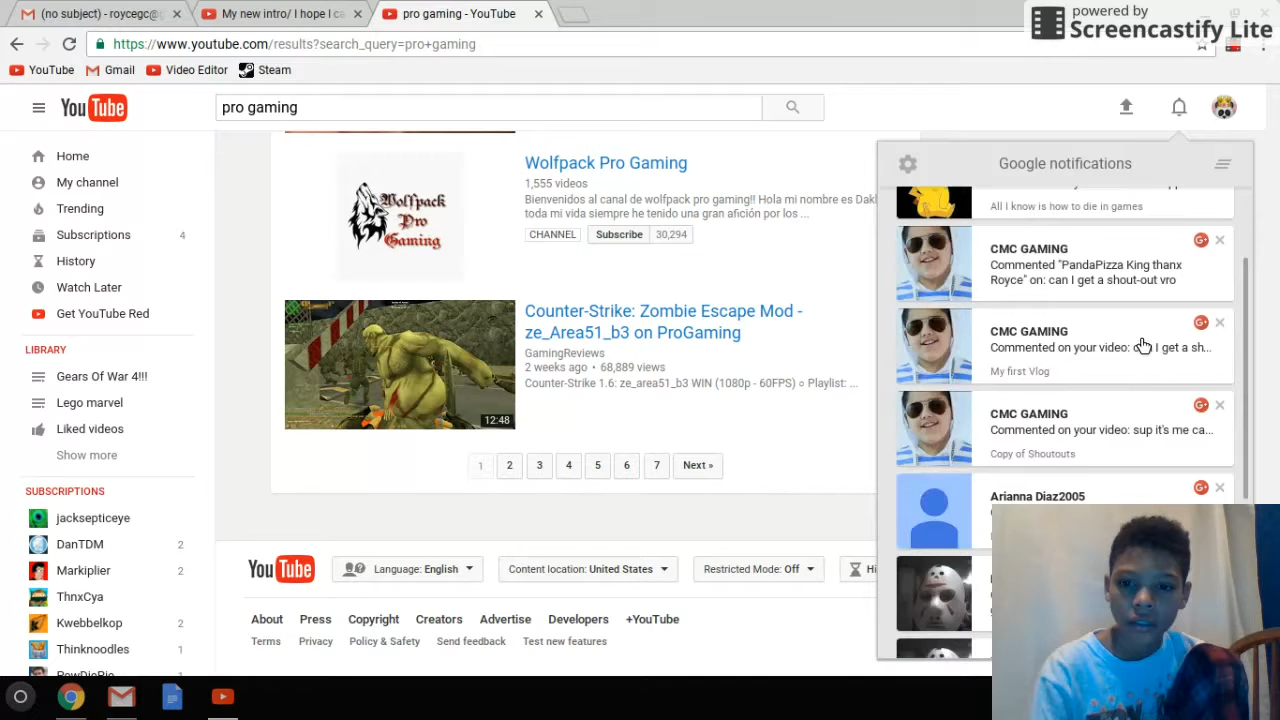 (no subject) - roycegc@
My new intro/ I hope I c
pro gaming - YouTube
powered by
Screencastify Lite
https://www.youtube.com/results?search_query=pro+gaming
YouTube
Gmail
Video Editor
Steam
YouTube
pro gaming
Home
My channel
Trending
Subscriptions 4
History
Watch Later
Get YouTube Red
LIBRARY
Gears Of War 4!!!
Lego marvel
Liked videos
Show more
SUBSCRIPTIONS
jacksepticeye
DanTDM 2
Markiplier 2
ThnxCya
Kwebbelkop 2
Thinknoodles 1
PewDiePie
Wolfpack Pro Gaming
Wolfpack Pro Gaming
1,555 videos
Bienvenidos al canal de wolfpack pro gaming!! Hola mi nombre es Dak
toda mi vida siempre he tenido una gran afición por los ...
CHANNEL Subscribe 30,294
12:48
Counter-Strike: Zombie Escape Mod -
ze_Area51_b3 on ProGaming
GamingReviews
2 weeks ago • 68,889 views
Counter-Strike 1.6: ze_area51_b3 WIN (1080p - 60FPS) ○ Playlist: ...
1 2 3 4 5 6 7 Next »
Google notifications
All I know is how to die in games
CMC GAMING
Commented "PandaPizza King thanx
Royce" on: can I get a shout-out vro
CMC GAMING
Commented on your video: I get a sh...
My first Vlog
CMC GAMING
Commented on your video: sup it's me ca...
Copy of Shoutouts
Arianna Diaz2005
YouTube
Language: English
Content location: United States
Restricted Mode: Off
Hi
About Press Copyright Creators Advertise Developers +YouTube
Terms Privacy Policy & Safety Send feedback Test new features